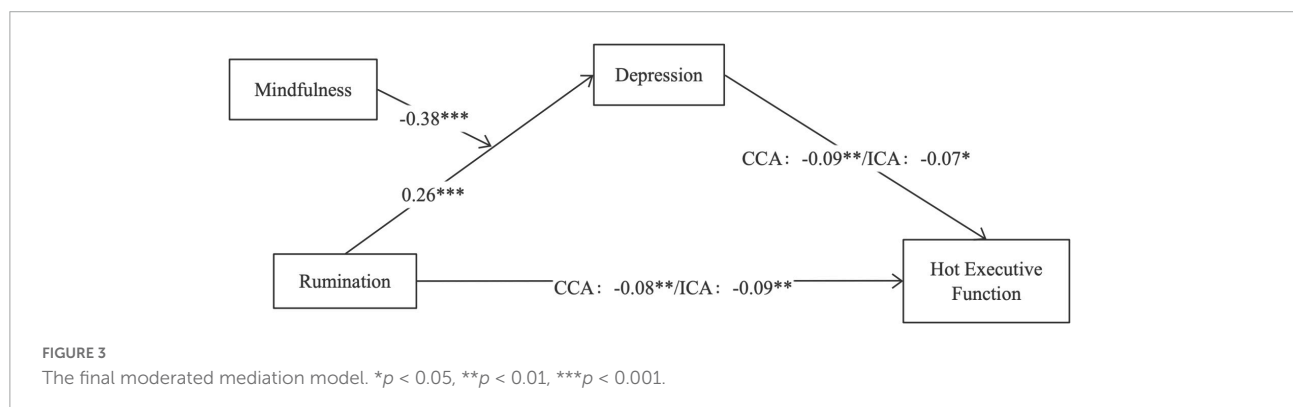 Mindfulness
Depression
-0.38***
CCA： -0.09**/ICA： -0.07*
0.26***
Rumination
CCA： -0.08**/ICA： -0.09**
Hot Executive
Function
FIGURE 3
The final moderated mediation model. *p < 0.05, **p < 0.01, ***p < 0.001.